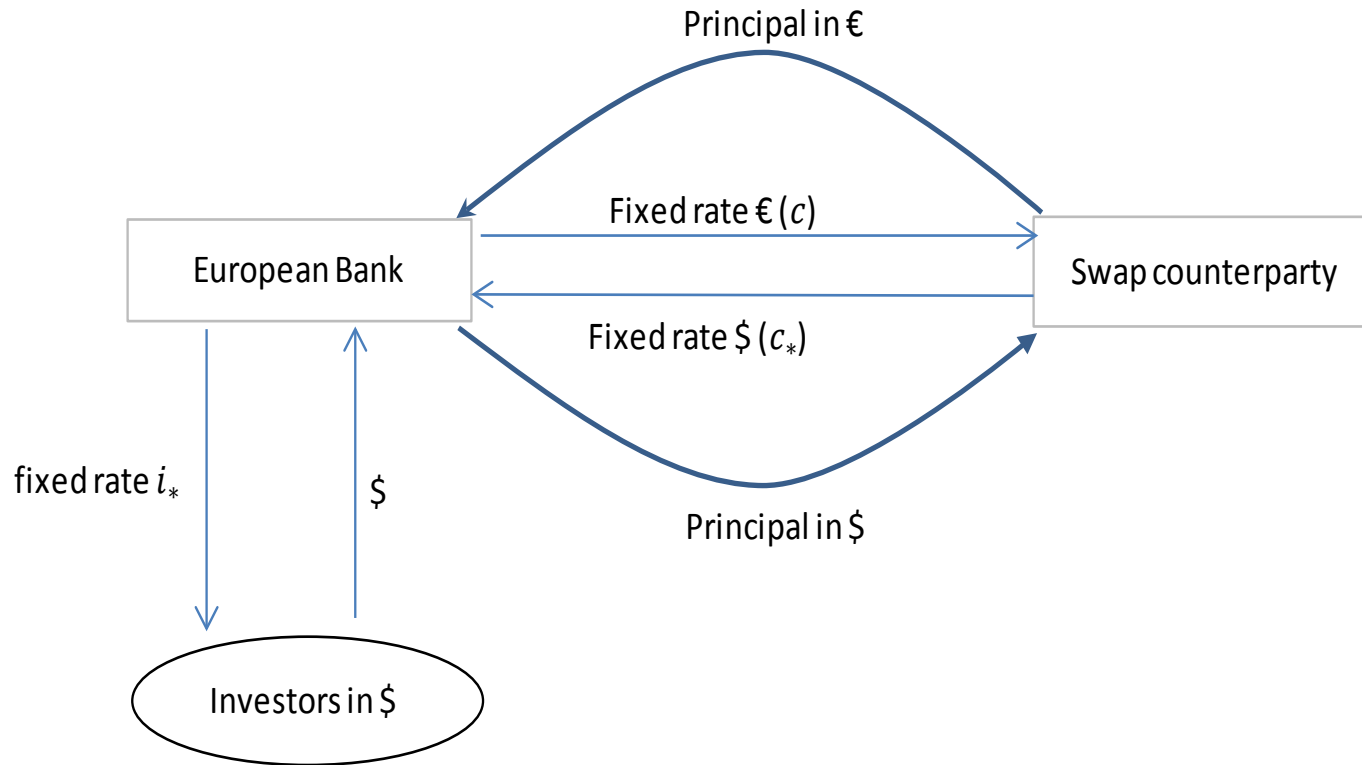 Principal in €
Fixed rate € (c)
European Bank
Swap counterparty
Fixed rate $ (c*)
fixed rate i*
$
Principal in $
Investors in $